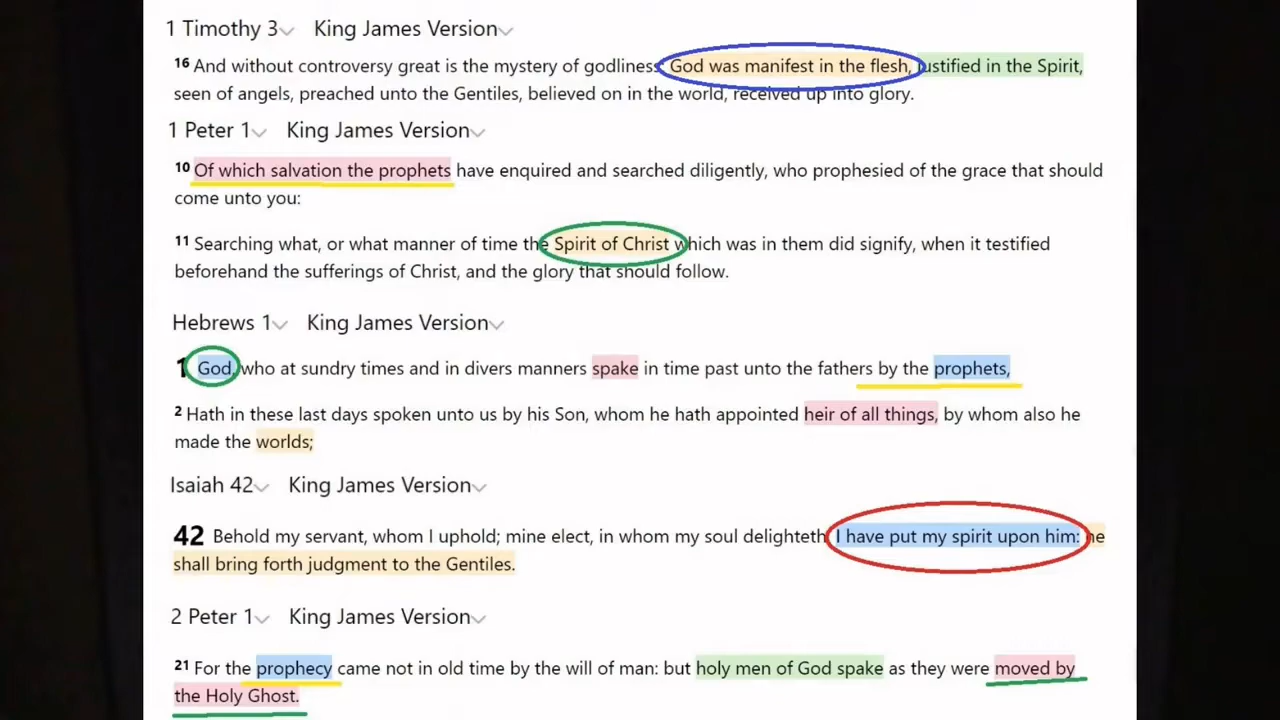 1 Timothy 3 King James Version
16 And without controversy great is the mystery of godliness: God was manifest in the flesh, justified in the Spirit,
seen of angels, preached unto the Gentiles, believed on in the world, received up into glory.
1 Peter 1 King James Version
10 Of which salvation the prophets have enquired and searched diligently, who prophesied of the grace that should
come unto you:
11 Searching what, or what manner of time the Spirit of Christ which was in them did signify, when it testified
beforehand the sufferings of Christ, and the glory that should follow.
Hebrews 1 King James Version
1 God, who at sundry times and in divers manners spake in time past unto the fathers by the prophets,
2 Hath in these last days spoken unto us by his Son, whom he hath appointed heir of all things, by whom also he
made the worlds;
Isaiah 42 King James Version
42 Behold my servant, whom I uphold; mine elect, in whom my soul delighteth; I have put my spirit upon him: he
shall bring forth judgment to the Gentiles.
2 Peter 1 King James Version
21 For the prophecy came not in old time by the will of man: but holy men of God spake as they were moved by
the Holy Ghost.